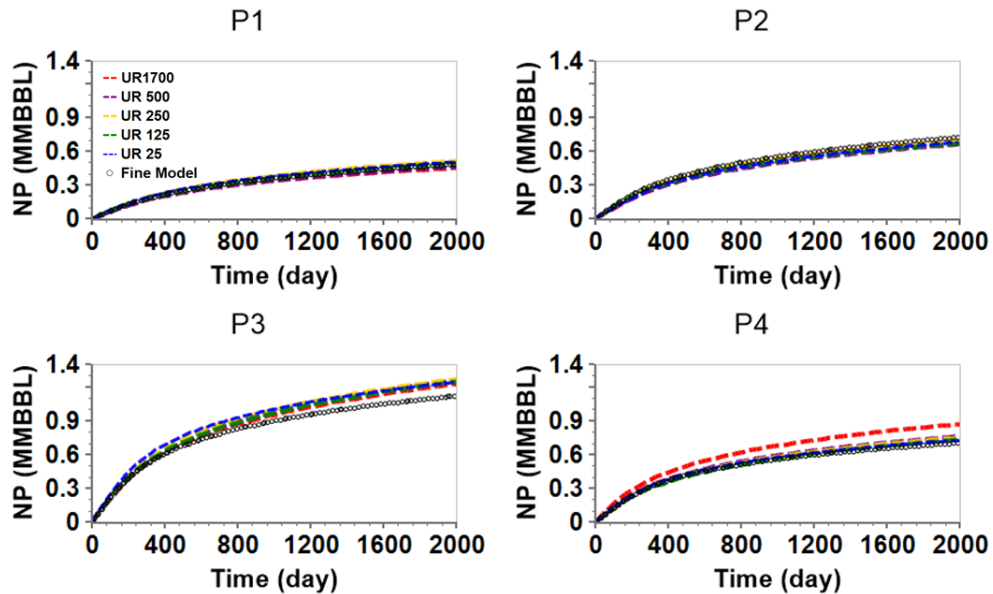 P1
NP (MMBBL)
1.4
0.9
0.6
0.3
0
UR1700
UR 500
UR 250
UR 125
UR 25
Fine Model
0 400 800 1200 1600 2000
Time (day)
P2
NP (MMBBL)
1.4
0.9
0.6
0.3
0
0 400 800 1200 1600 2000
Time (day)
P3
NP (MMBBL)
1.4
0.9
0.6
0.3
0
0 400 800 1200 1600 2000
Time (day)
P4
NP (MMBBL)
1.4
0.9
0.6
0.3
0
0 400 800 1200 1600 2000
Time (day)